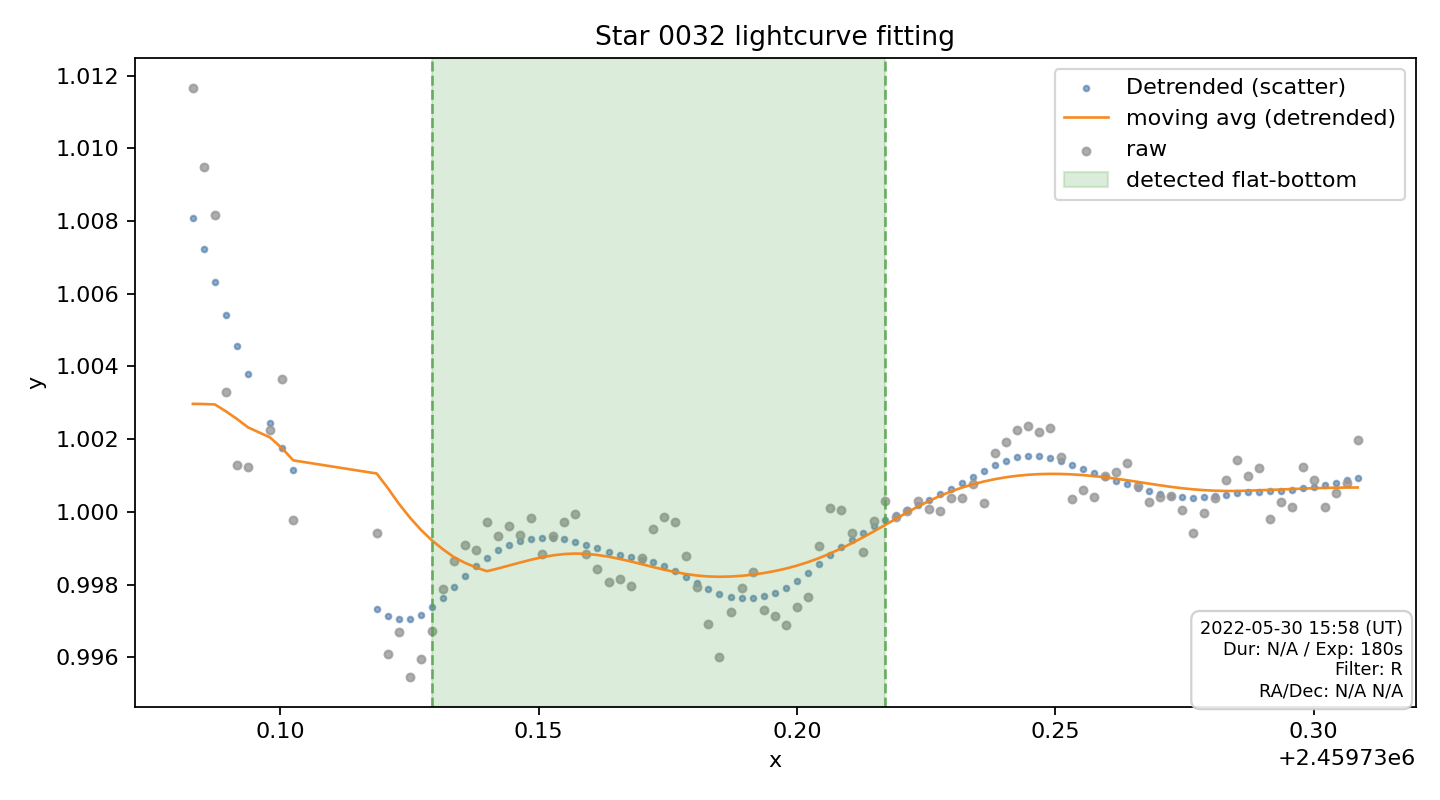 Star 0032 lightcurve fitting
1.012
1.010
1.008
1.006
1.004
1.002
1.000
0.998
0.996
y
Detrended (scatter)
moving avg (detrended)
raw
detected flat-bottom
2022-05-30 15:58 (UT)
Dur: N/A / Exp: 180s
Filter: R
RA/Dec: N/A N/A
0.10 0.15 0.20 0.25 0.30
x
+2.45973e6